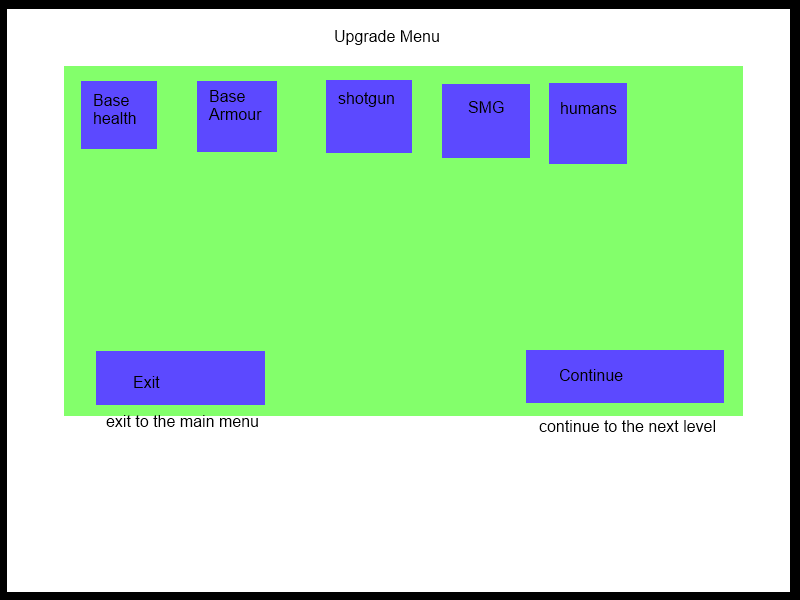 Upgrade Menu
Base
health
Base
Armour
shotgun
SMG
humans
Exit
Continue
exit to the main menu
continue to the next level